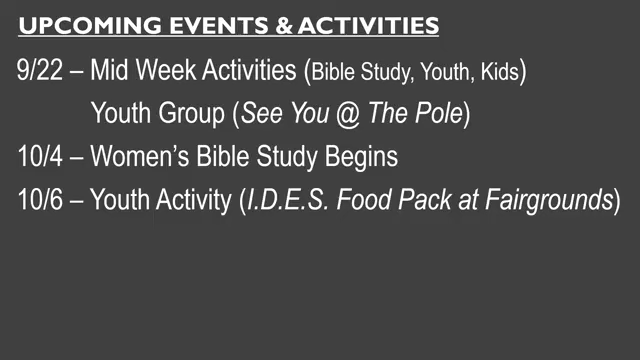 UPCOMING EVENTS & ACTIVITIES
9/22 – Mid Week Activities (Bible Study, Youth, Kids)
Youth Group (See You @ The Pole)
10/4 – Women's Bible Study Begins
10/6 – Youth Activity (I.D.E.S. Food Pack at Fairgrounds)